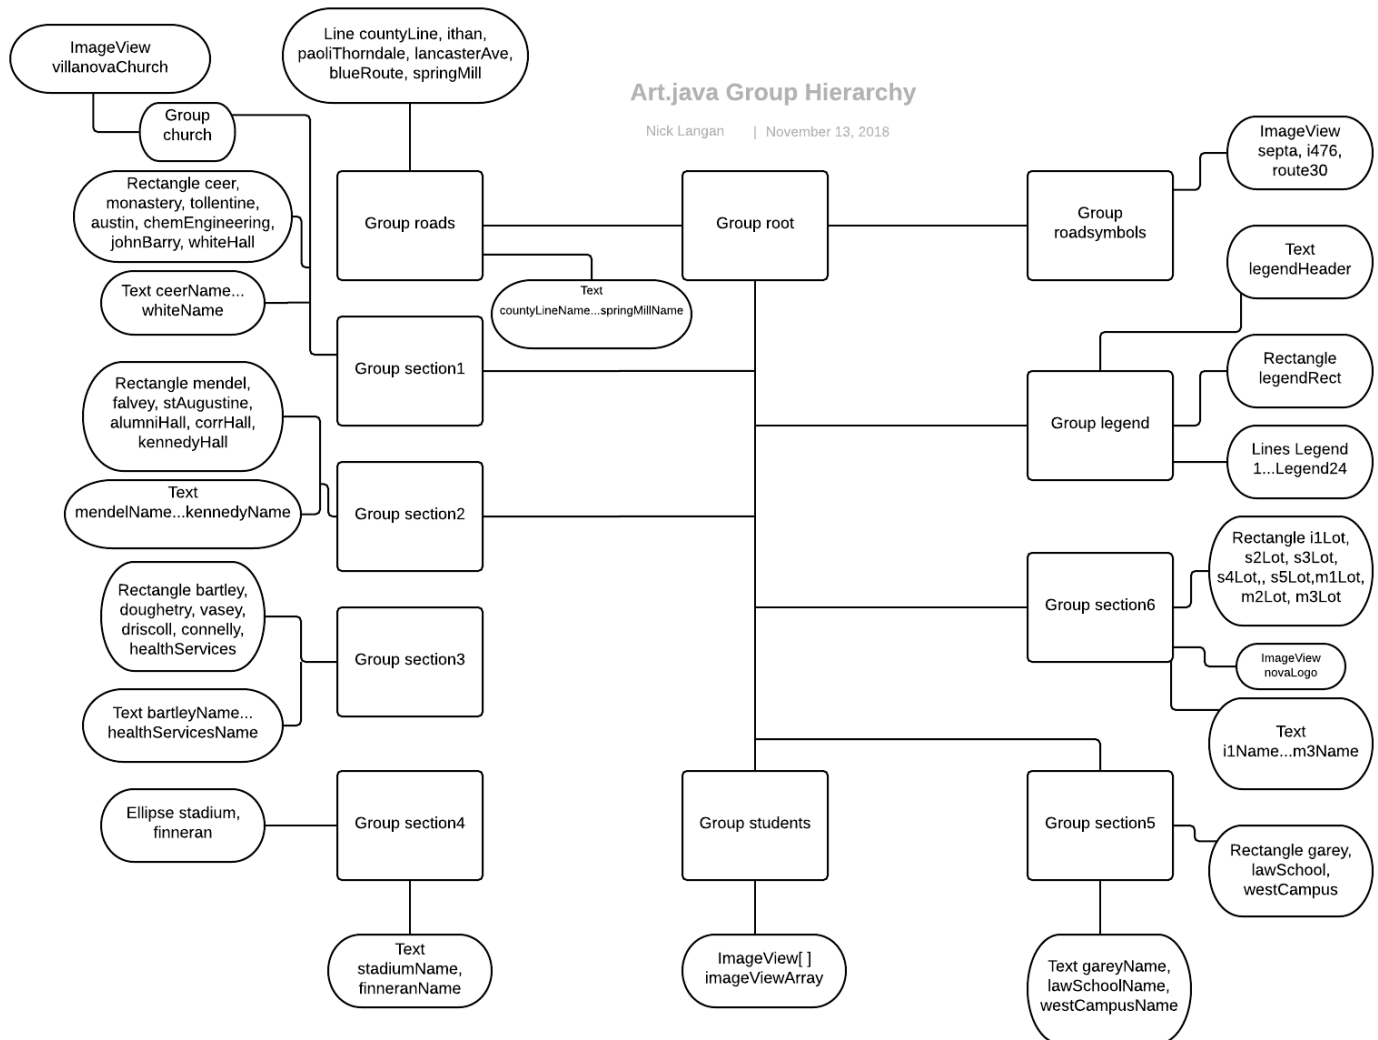 Art.java Group Hierarchy
Nick Langan | November 13, 2018
ImageView
villanovaChurch
Line countyLine, ithan,
paoliThorndale, lancasterAve,
blueRoute, springMill
Group
church
Rectangle ceer,
monastery, tollentine,
austin, chemEngineering,
johnBarry, whiteHall
Text ceerName...
whiteName
Group roads
Text
countyLineName...springMillName
Group root
Group
roadsymbols
ImageView
septa, i476,
route30
Text
legendHeader
Group section1
Rectangle
legendRect
Group legend
Lines Legend
1...Legend24
Rectangle mendel,
falvey, stAugustine,
alumniHall, corrHall,
kennedyHall
Text
mendelName...kennedyName
Group section2
Rectangle i1Lot,
s2Lot, s3Lot,
s4Lot,, s5Lot,m1Lot,
m2Lot, m3Lot
Group section6
ImageView
novaLogo
Text
i1Name...m3Name
Rectangle bartley,
doughetry, vasey,
driscoll, connelly,
healthServices
Group section3
Text bartleyName...
healthServicesName
Ellipse stadium,
finneran
Group section4
Group students
Group section5
Rectangle garey,
lawSchool,
westCampus
Text
stadiumName,
finneranName
ImageView[ ]
imageViewArray
Text gareyName,
lawSchoolName,
westCampusName